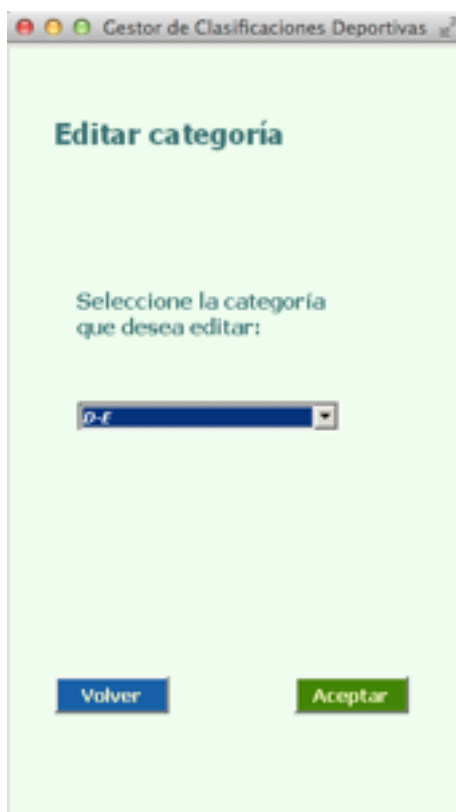 Gestor de Clasificaciones Deportivas
Editar categoría
Seleccione la categoría
que desea editar:
D-E
Volver
Aceptar